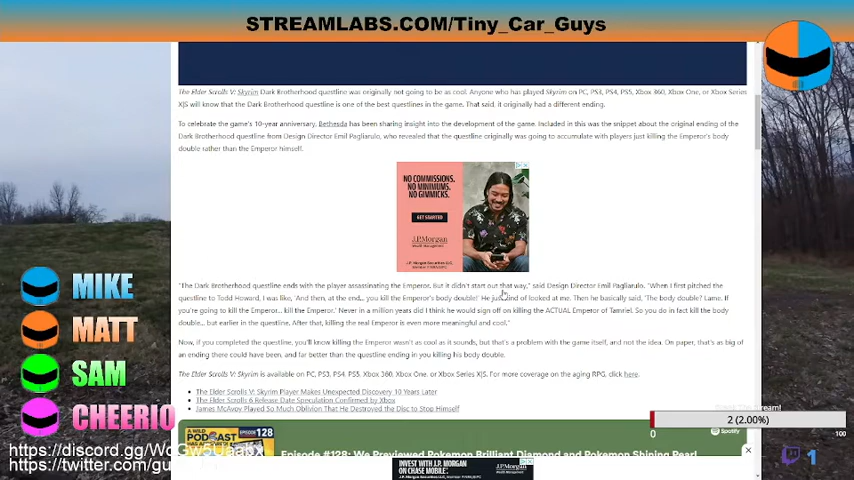 STREAMLABS.COM/Tiny_Car_Guys
The Elder Scrolls V: Skyrim Dark Brotherhood questline was originally not going to be as cool. Anyone who has played Skyrim on PC, PS3, PS4, PS5, Xbox 360, Xbox One, or Xbox Series
X|S will know that the Dark Brotherhood questline is one of the best questlines in the game. That said, it originally had a different ending.
To celebrate the game's 10-year anniversary, Bethesda has been sharing insight into the development of the game. Included in this was the snippet about the original ending of the
Dark Brotherhood questline from Design Director Emil Pagliarulo, who revealed that the questline originally was going to accumulate with players just killing the Emperor's body
double rather than the Emperor himself.
NO COMMISSIONS.
NO MINIMUMS.
NO GIMMICKS.
GET STARTED
J.P.Morgan
"The Dark Brotherhood questline ends with the player assassinating the Emperor. But it didn't start out that way," said Design Director Emil Pagliarulo. "When I first pitched the
questline to Todd Howard, I was like, 'And then, at the end... you kill the Emperor's body double!' He just kind of looked at me. Then he basically said, 'The body double? Lame. If
you're going to kill the Emperor... kill the Emperor.' Never in a million years did I think he would sign off on killing the ACTUAL Emperor of Tamriel. So you do in fact kill the body
double... but earlier in the questline. After that, killing the real Emperor is even more meaningful and cool."
Now, if you completed the questline, you'll know killing the Emperor wasn't as cool as it sounds, but that's a problem with the game itself, and not the idea. On paper, that's as big of
an ending there could have been, and far better than the questline ending in you killing his body double.
The Elder Scrolls V: Skyrim is available on PC, PS3, PS4, PS5, Xbox 360, Xbox One, or Xbox Series X|S. For more coverage on the aging RPG, click here.
The Elder Scrolls V: Skyrim Player Makes Unexpected Discovery 10 Years Later
The Elder Scrolls 6 Release Date Speculation Confirmed by Xbox
James McAvoy Played So Much Oblivion That He Destroyed the Disc to Stop Himself
MIKE
MATT
SAM
CHEERIO
2 (2.00%)
0
100
A WILD
PODCAST
HAS
EPISODE
128
Spotify
Episode #128: We Previewed Pokemon Brilliant Diamond and Pokemon Shining Pearl
https://discord.gg/
https://twitter.com/gu
INVEST WITH J.P. MORGAN
ON CHASE MOBILE.
J.P.Morgan
1